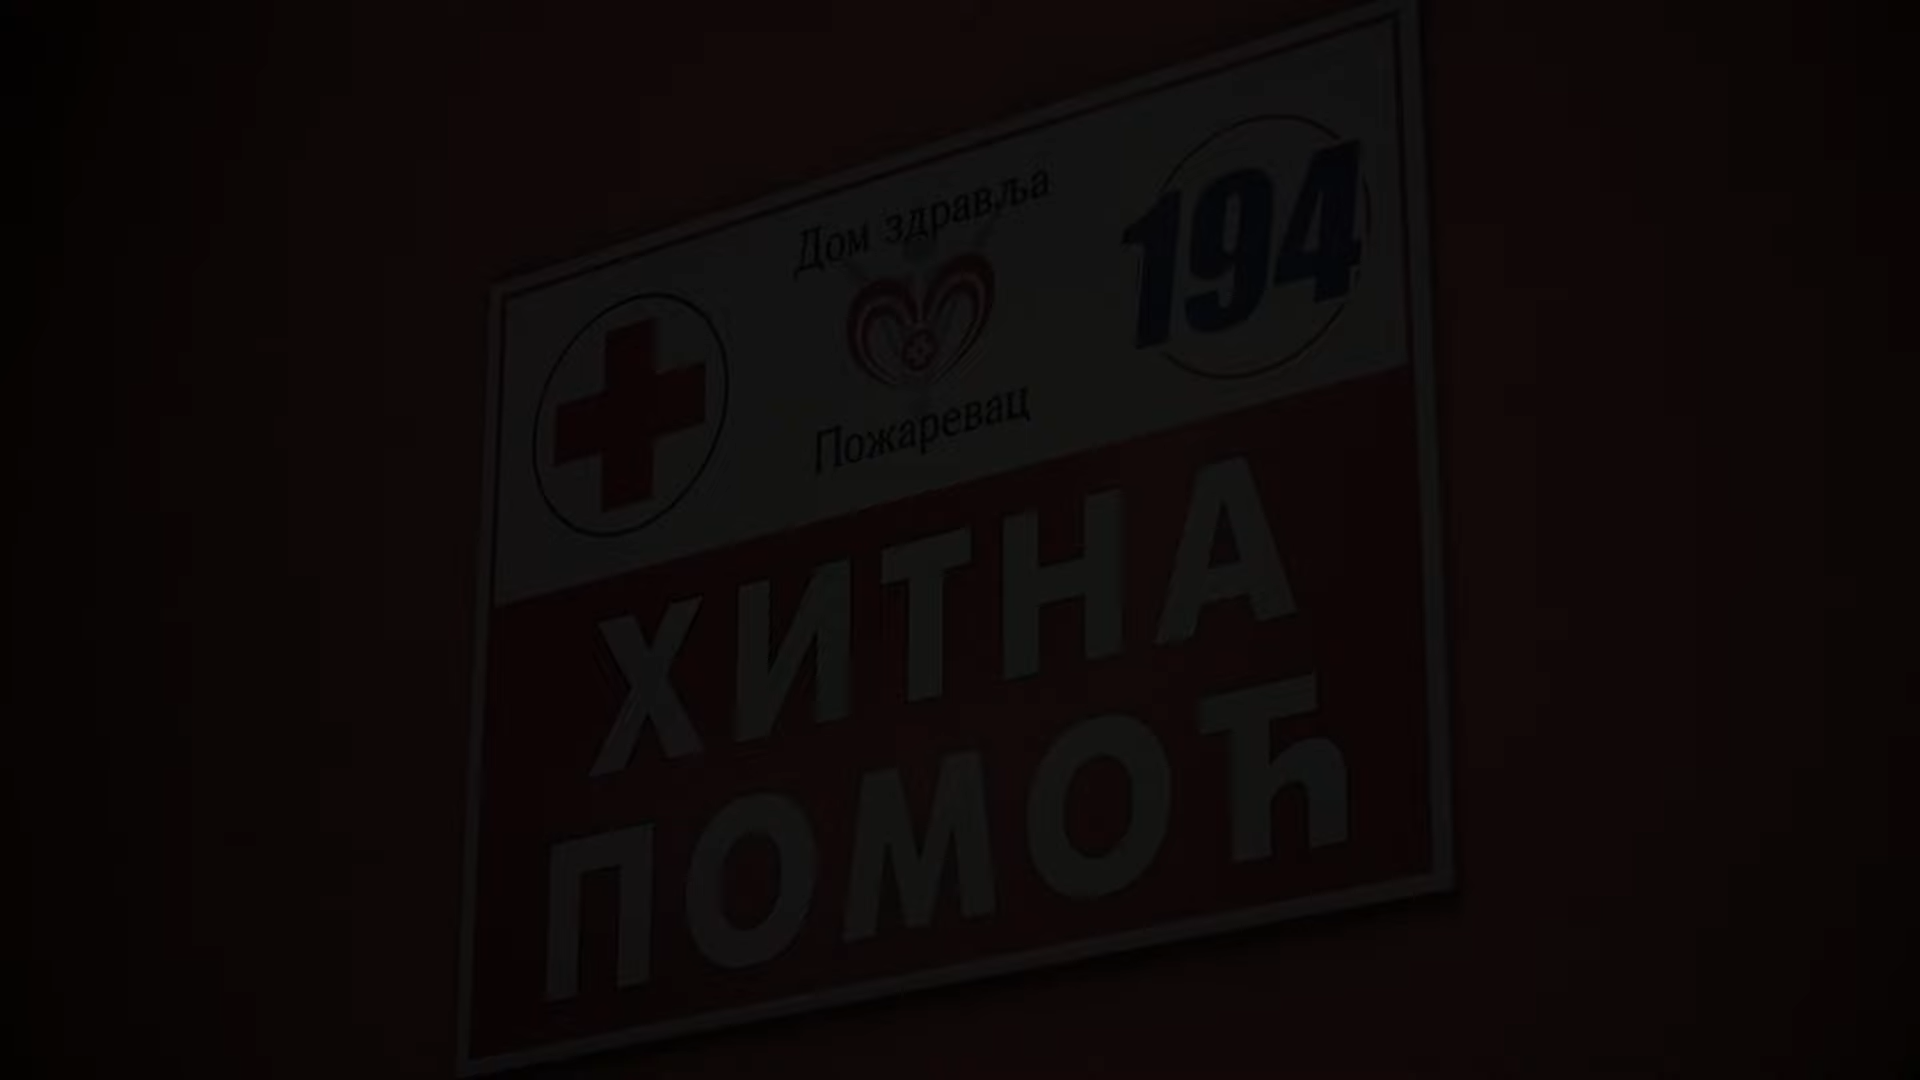 Дом здравља
194
Пожаревац
ХИТНА
ПОМОЋ